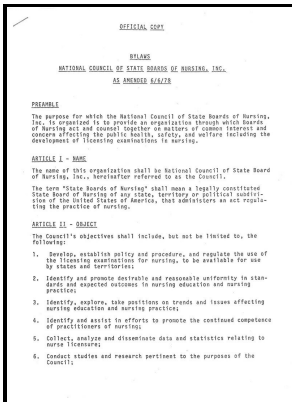 OFFICIAL COPY
BYLAWS
NATIONAL COUNCIL OF STATE BOARDS OF NURSING, INC.
AS AMENDED 6/6/78
PREAMBLE
The purpose for which the National Council of State Boards of Nursing,
Inc. is organized is to provide an organization through which Boards
of Nursing act and counsel together on matters of common interest and
concern affecting the public health, safety, and welfare including the
development of licensing examinations in nursing.
ARTICLE I - NAME
The name of this organization shall be National Council of State Board
of Nursing, Inc., hereinafter referred to as the Council.
The term "State Boards of Nursing" shall mean a legally constituted
State Board of Nursing of any state, territory or political subdivi-
sion of the United States of America, that administers an act regula-
ting the practice of nursing.
ARTICLE II - OBJECT
The Council's objectives shall include, but not be limited to, the
following:
1. Develop, establish policy and procedure, and regulate the use of
the licensing examinations for nursing, to be available for use
by states and territories;
2. Identify and promote desirable and reasonable uniformity in stan-
dards and expected outcomes in nursing education and nursing
practice;
3. Identify, explore, take positions on trends and issues affecting
nursing education and nursing practice;
4. Identify and assist in efforts to promote the continued competence
of practitioners of nursing;
5. Collect, analyze and disseminate data and statistics relating to
nurse licensure;
6. Conduct studies and research pertinent to the purposes of the
Council;